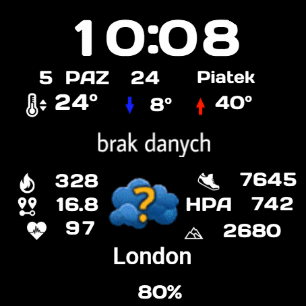 10:08
5 PAZ 24 Piatek
24° 8° 40°
brak danych
328 ? 7645
16.8 HPA 742
97 2680
London
80%